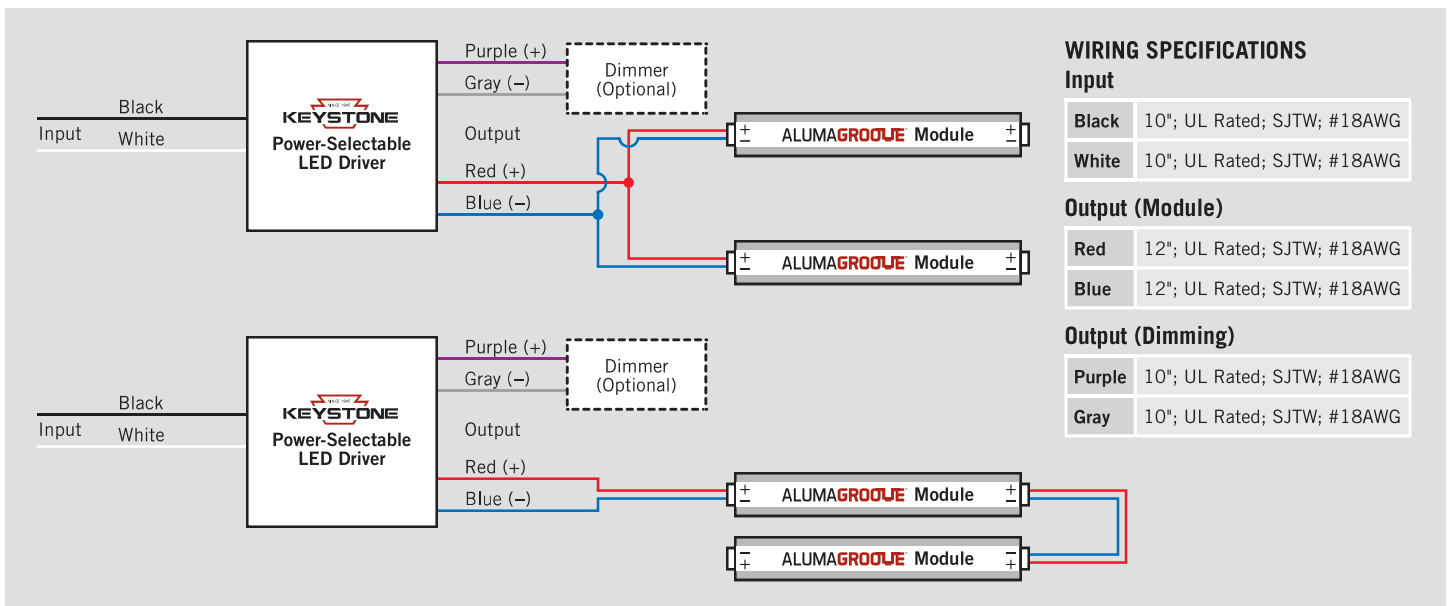 Purple (+)
Gray (–)
Dimmer
(Optional)
Black
Input
White
SINCE 1945
KEYSTONE
Power-Selectable
LED Driver
Output
Red (+)
Blue (–)
+ ALUMAGROOVE Module +
– –
+ ALUMAGROOVE Module +
– –
Purple (+)
Gray (–)
Dimmer
(Optional)
Black
Input
White
SINCE 1945
KEYSTONE
Power-Selectable
LED Driver
Output
Red (+)
Blue (–)
+ ALUMAGROOVE Module +
– –
– ALUMAGROOVE Module –
+ +
WIRING SPECIFICATIONS
Input
Black 10"; UL Rated; SJTW; #18AWG
White 10"; UL Rated; SJTW; #18AWG
Output (Module)
Red 12"; UL Rated; SJTW; #18AWG
Blue 12"; UL Rated; SJTW; #18AWG
Output (Dimming)
Purple 10"; UL Rated; SJTW; #18AWG
Gray 10"; UL Rated; SJTW; #18AWG